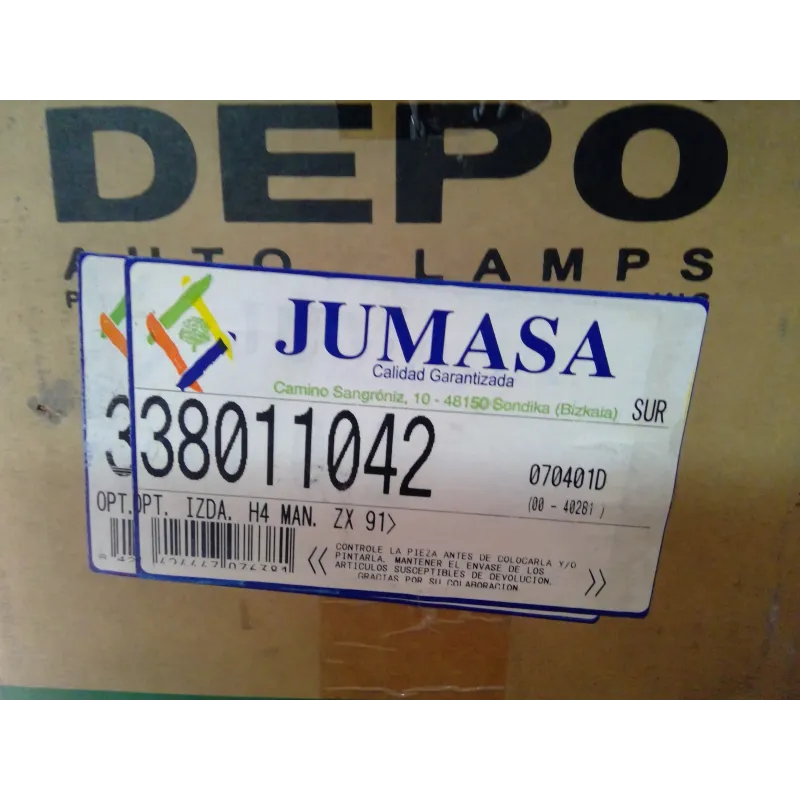 DEPO
AUTO LAMPS
JUMASA
Calidad Garantizada
Camino Sangróniz, 10 - 48150 Sondika (Bizkaia)
SUR
338011042
070401D
(00 - 40281 )
OPT. IZDA. H4 MAN. ZX 91>
CONTROLE LA PIEZA ANTES DE COLOCARLA Y/O
PINTARLA. MANTENER EL ENVASE DE LOS
ARTICULOS SUSCEPTIBLES DE DEVOLUCION.
GRACIAS POR SU COLABORACION
3
OPT.